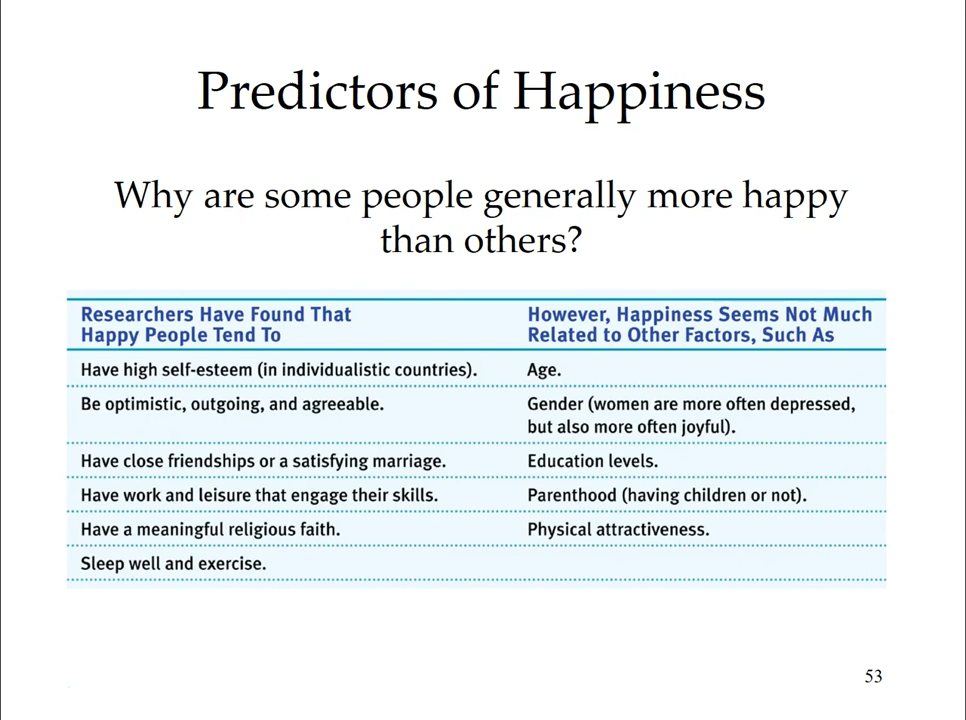 Predictors of Happiness
Why are some people generally more happy
than others?
Researchers Have Found That
Happy People Tend To
However, Happiness Seems Not Much
Related to Other Factors, Such As
Have high self-esteem (in individualistic countries).
Age.
Be optimistic, outgoing, and agreeable.
Gender (women are more often depressed,
but also more often joyful).
Have close friendships or a satisfying marriage.
Education levels.
Have work and leisure that engage their skills.
Parenthood (having children or not).
Have a meaningful religious faith.
Physical attractiveness.
Sleep well and exercise.
53